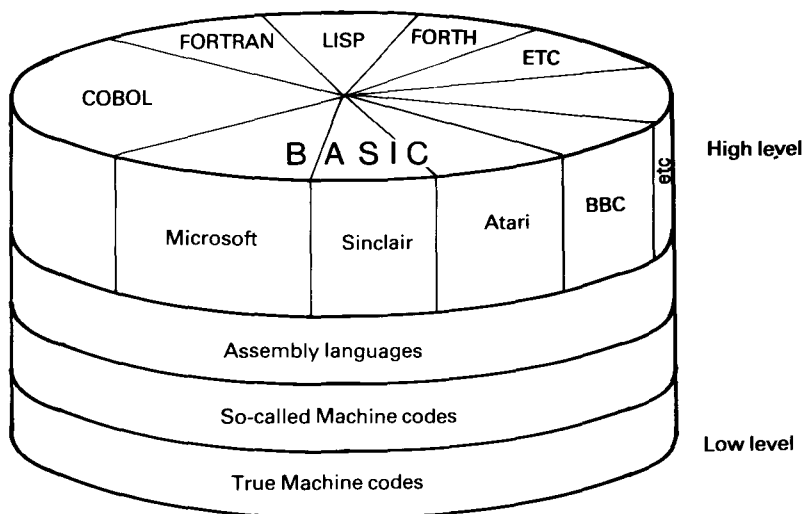 FORTRAN
LISP
FORTH
ETC
COBOL
BASIC
High level
etc
Microsoft
Sinclair
Atari
BBC
Assembly languages
So-called Machine codes
Low level
True Machine codes